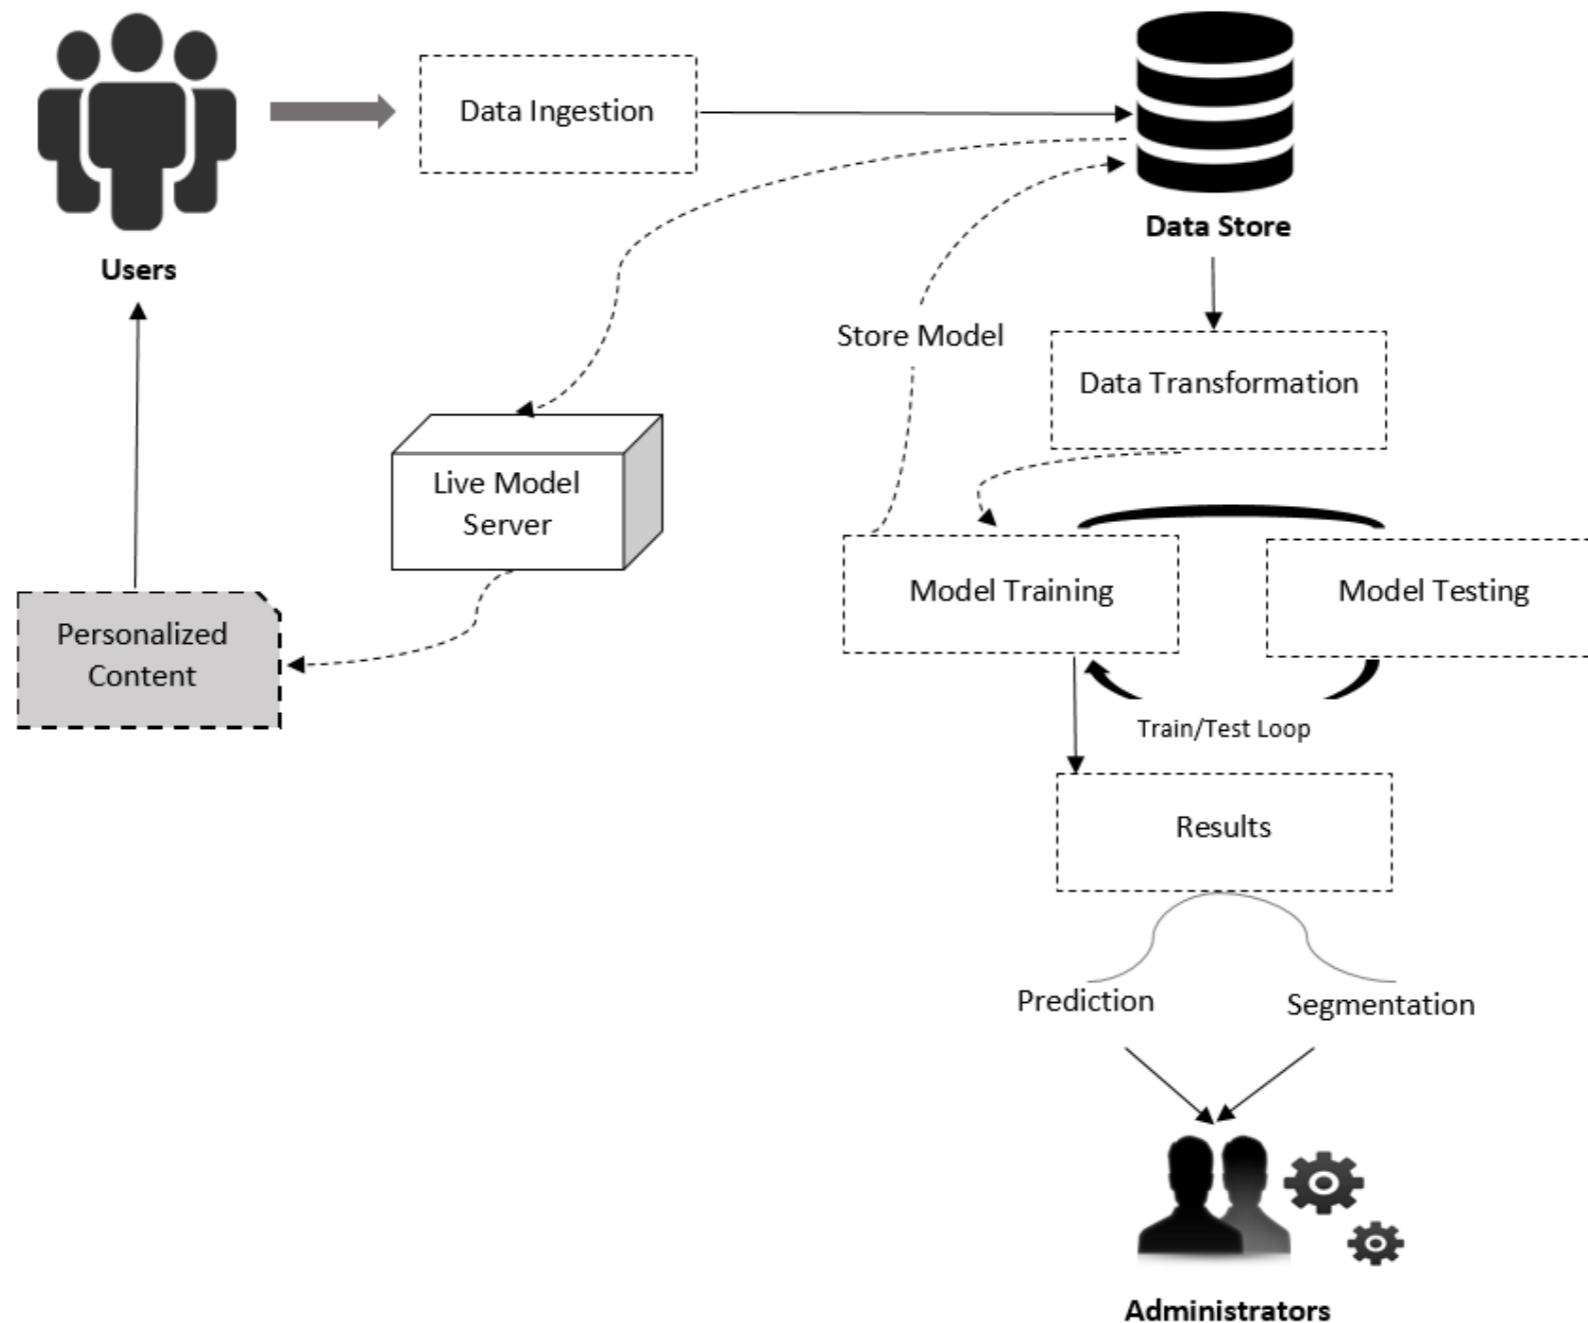 Data Ingestion
Users
Data Store
Store Model
Data Transformation
Live Model
Server
Model Training
Model Testing
Personalized
Content
Train/Test Loop
Results
Prediction
Segmentation
Administrators